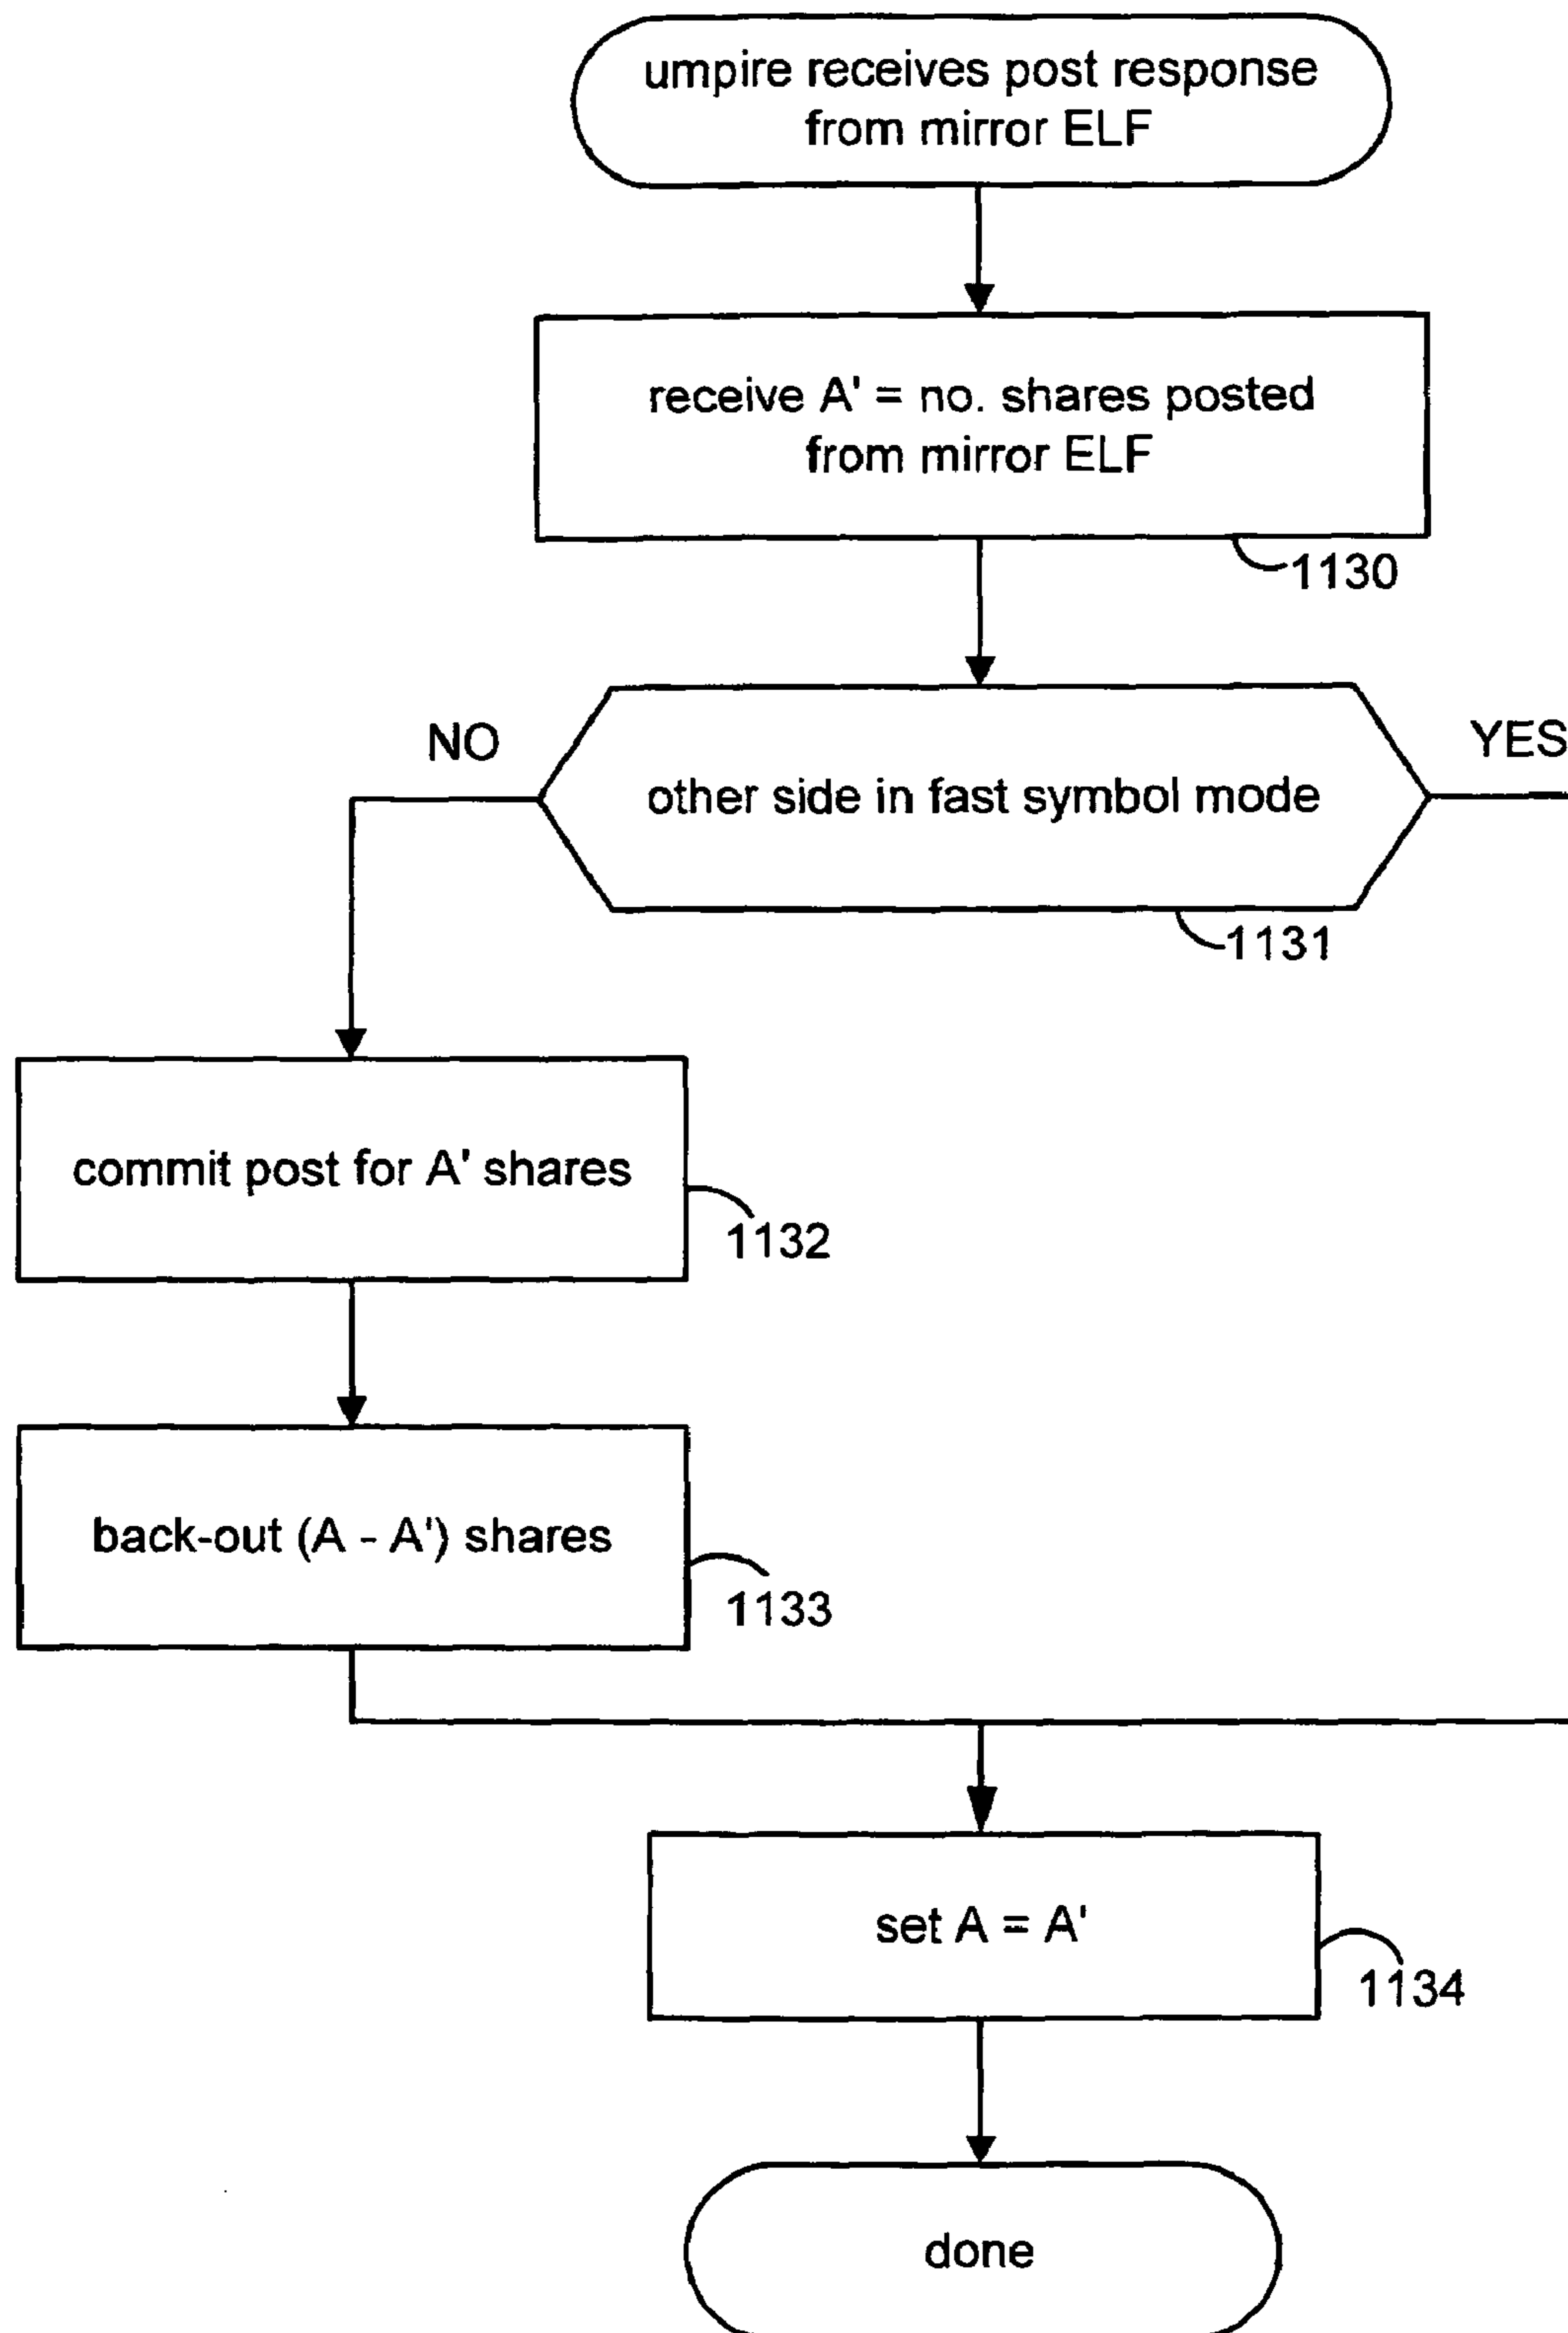 umpire receives post response
from mirror ELF
receive A' = no. shares posted
from mirror ELF
1130
NO
YES
other side in fast symbol mode
1131
commit post for A' shares
1132
back-out (A - A') shares
1133
set A = A'
1134
done